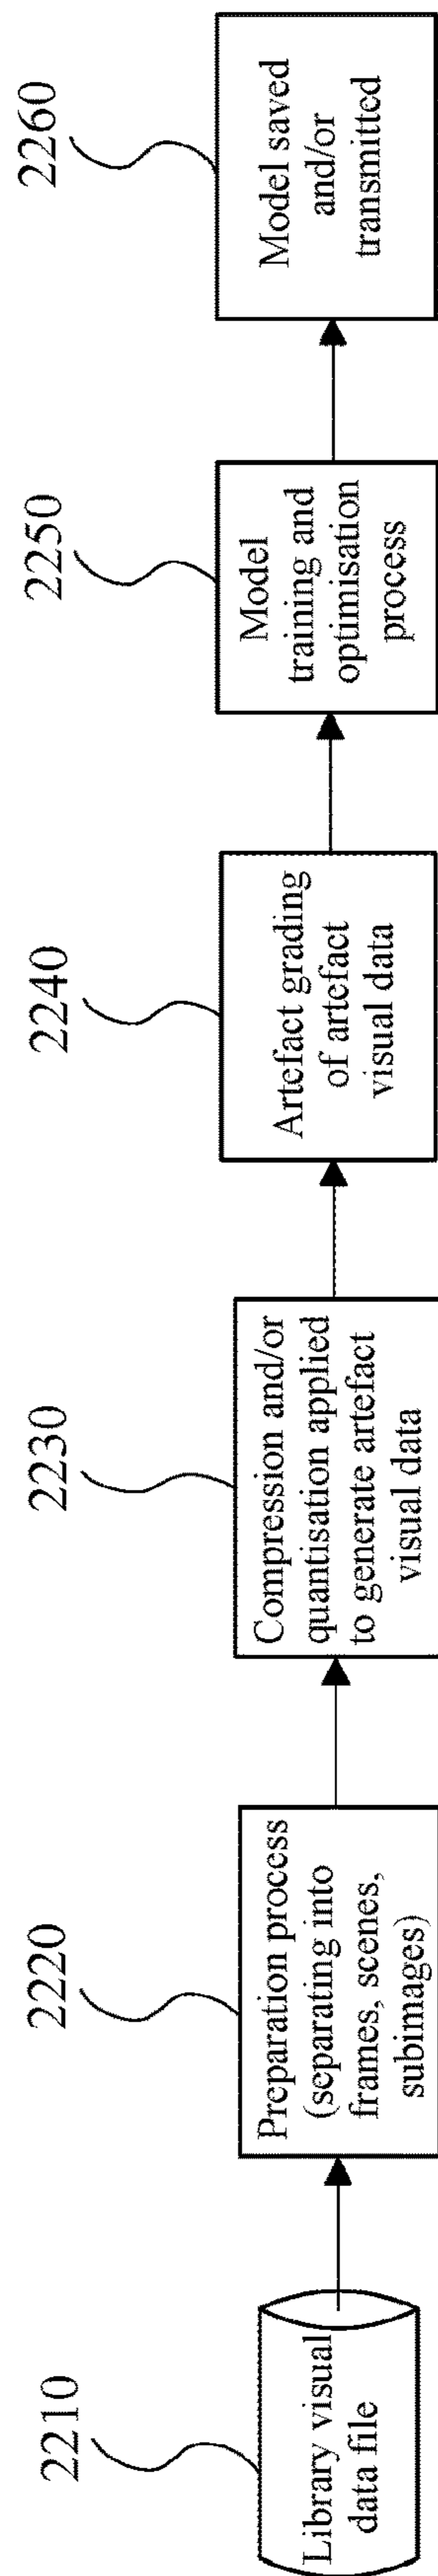 2210
Library visual
data file
2220
Preparation process
(separating into
frames, scenes,
subimages)
2230
Compression and/or
quantisation applied
to generate artefact
visual data
2240
Artefact grading
of artefact
visual data
2250
Model
training and
optimisation
process
2260
Model saved
and/or
transmitted